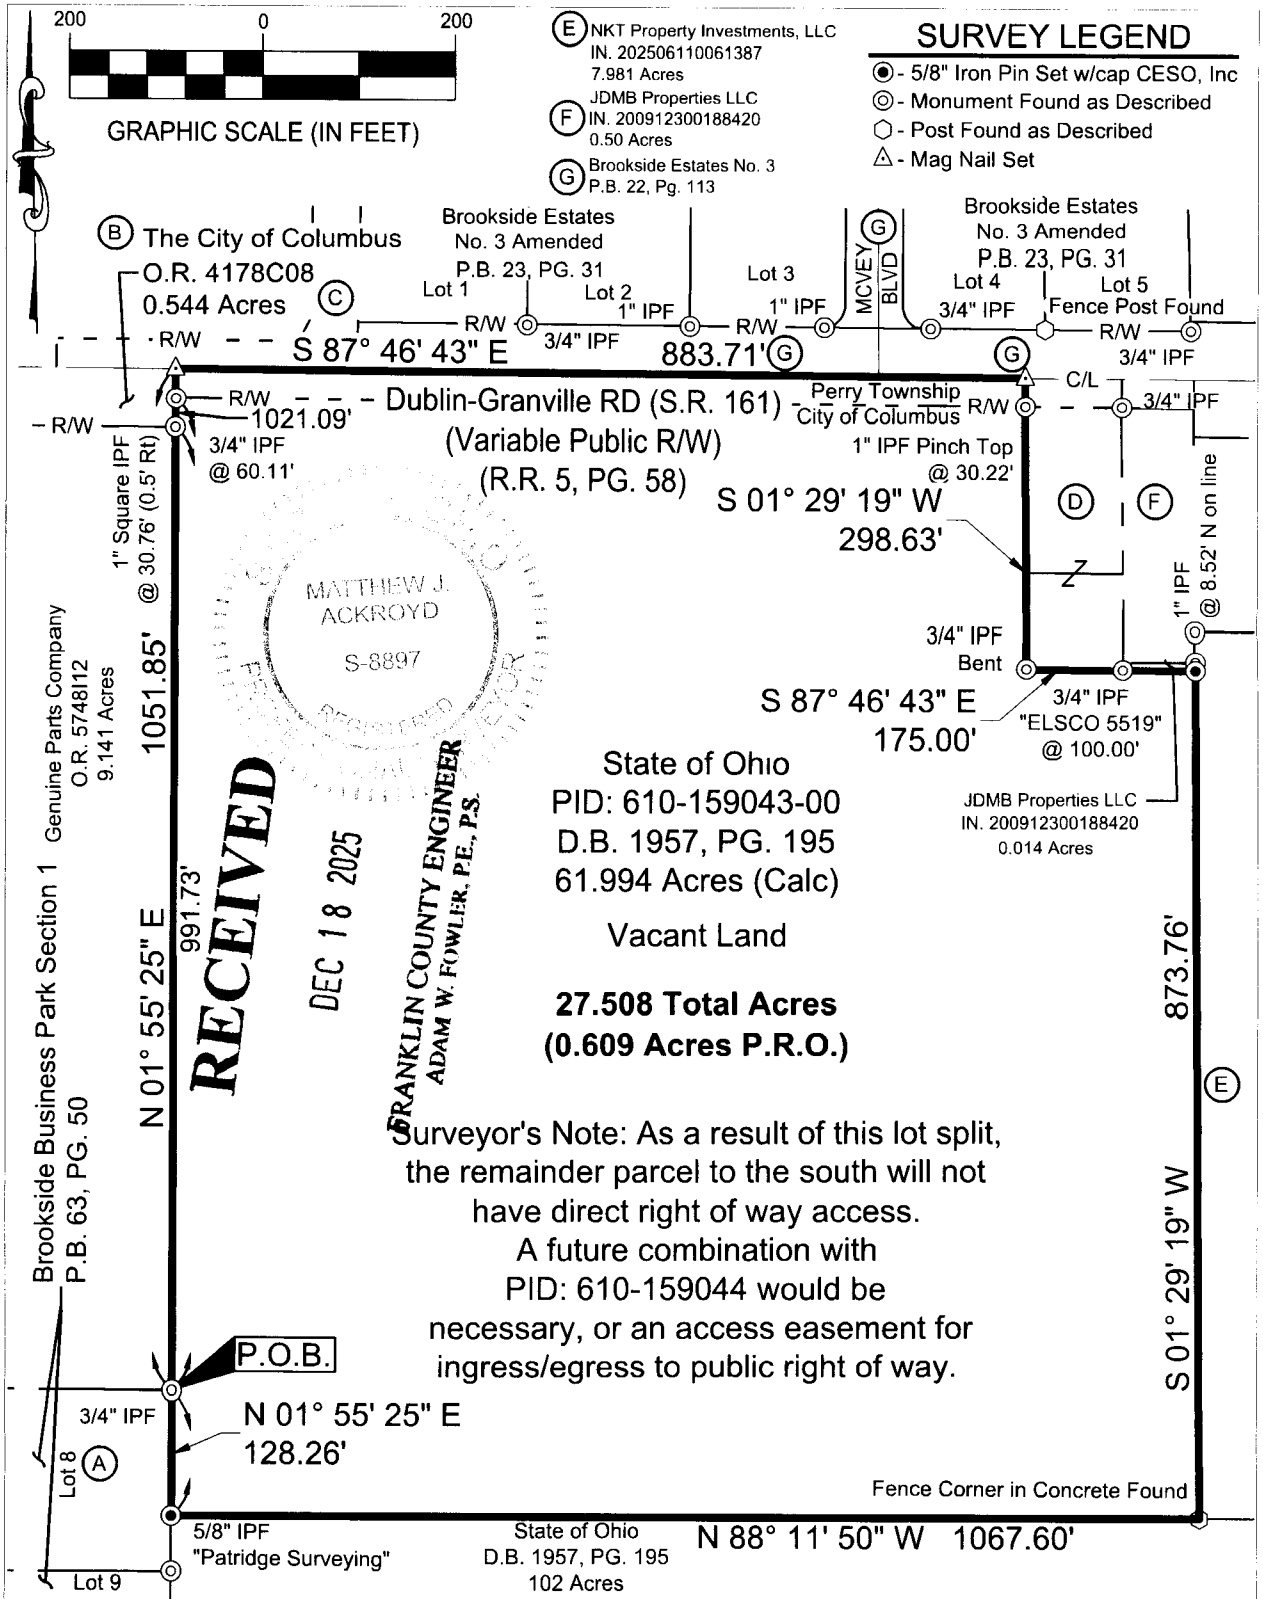 200 0 200
GRAPHIC SCALE (IN FEET)
E NKT Property Investments, LLC
IN. 202506110061387
7.981 Acres
F JDMB Properties LLC
IN. 200912300188420
0.50 Acres
G Brookside Estates No. 3
P.B. 22, Pg. 113
SURVEY LEGEND
- 5/8" Iron Pin Set w/cap CESO, Inc
- Monument Found as Described
- Post Found as Described
- Mag Nail Set
B The City of Columbus
O.R. 4178C08
0.544 Acres
C
Brookside Estates
No. 3 Amended
P.B. 23, PG. 31
Lot 1
Lot 2
Lot 3
MCVEY
BLVD
G
Brookside Estates
No. 3 Amended
P.B. 23, PG. 31
Lot 4
Lot 5
1" IPF
1" IPF
3/4" IPF
Fence Post Found
R/W
3/4" IPF
R/W
R/W
3/4" IPF
R/W
S 87° 46' 43" E 883.71'
G
G
C/L
R/W
1021.09'
R/W
3/4" IPF
@ 60.11'
Dublin-Granville RD (S.R. 161)
(Variable Public R/W)
(R.R. 5, PG. 58)
Perry Township
City of Columbus
R/W
3/4" IPF
1" IPF Pinch Top
@ 30.22'
1" Square IPF
@ 30.76' (0.5' Rt)
S 01° 29' 19" W
298.63'
D
F
1" IPF
@ 8.52' N on line
MATTHEW J.
ACKROYD
S-8897
REGISTERED
3/4" IPF
Bent
S 87° 46' 43" E
175.00'
3/4" IPF
"ELSCO 5519"
@ 100.00'
JDMB Properties LLC
IN. 200912300188420
0.014 Acres
Genuine Parts Company
O.R. 5748I12
9.141 Acres
N 01° 55' 25" E 1051.85'
991.73'
RECEIVED
DEC 18 2025
FRANKLIN COUNTY ENGINEER
ADAM W. FOWLER, P.E., P.S.
State of Ohio
PID: 610-159043-00
D.B. 1957, PG. 195
61.994 Acres (Calc)
Vacant Land
27.508 Total Acres
(0.609 Acres P.R.O.)
S 01° 29' 19" W 873.76'
E
Surveyor's Note: As a result of this lot split,
the remainder parcel to the south will not
have direct right of way access.
A future combination with
PID: 610-159044 would be
necessary, or an access easement for
ingress/egress to public right of way.
Brookside Business Park Section 1
P.B. 63, PG. 50
P.O.B.
3/4" IPF
N 01° 55' 25" E
128.26'
Lot 8
A
Fence Corner in Concrete Found
5/8" IPF
"Patridge Surveying"
State of Ohio
D.B. 1957, PG. 195
102 Acres
N 88° 11' 50" W 1067.60'
Lot 9